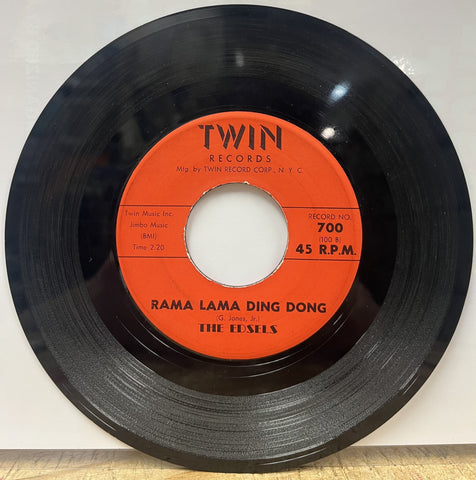 TWIN
RECORDS
Mfg. by TWIN RECORD CORP., N. Y. C.
Twin Music Inc.
Jimbo Music
(BMI)
Time 2:20
RECORD NO.
700
(100 B)
45 R.P.M.
RAMA LAMA DING DONG
(G. Jones, Jr.)
THE EDSELS